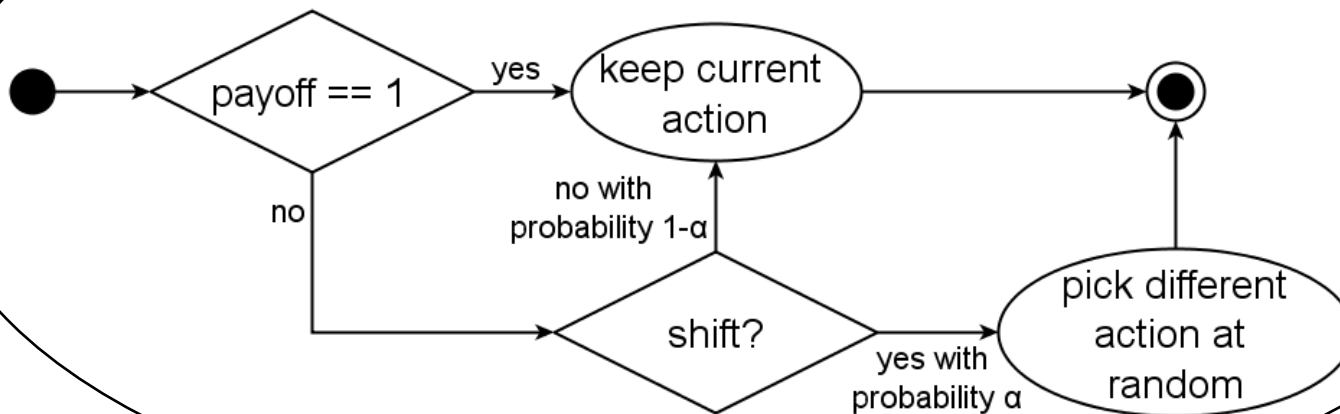 payoff == 1
yes
keep current
action
no
no with
probability 1-α
shift?
yes with
probability α
pick different
action at
random